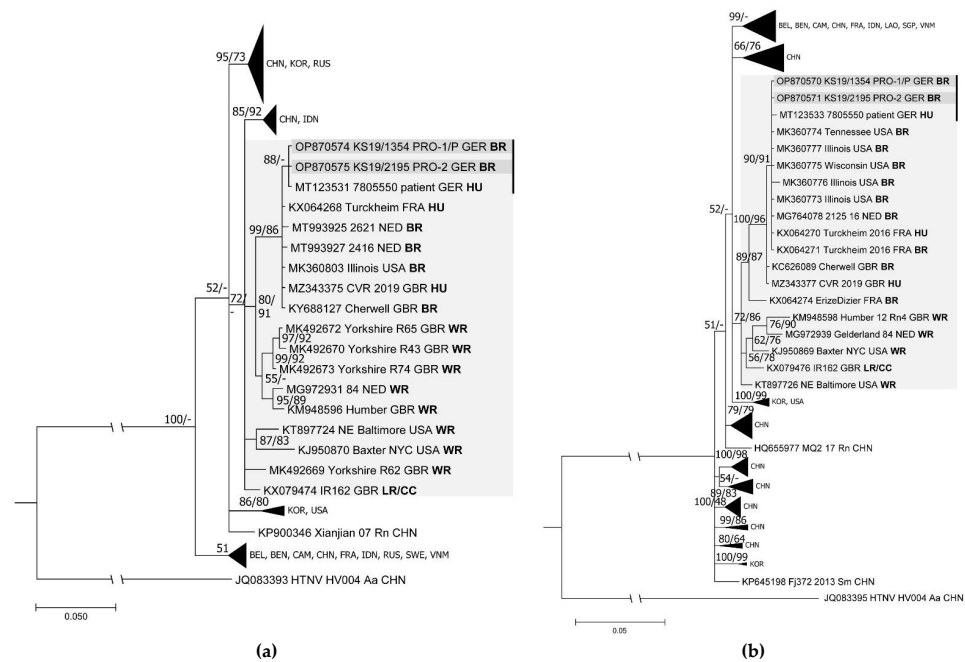 95/73
CHN, KOR, RUS
85/92
CHN, IDN
OP870574 KS19/1354 PRO-1/P GER BR
88/-
OP870575 KS19/2195 PRO-2 GER BR
MT123531 7805550 patient GER HU
KX064268 Turckheim FRA HU
99/86
MT993925 2621 NED BR
MT993927 2416 NED BR
MK360803 Illinois USA BR
52/-
72/
-
80/
91
MZ343375 CVR 2019 GBR HU
KY688127 Cherwell GBR BR
MK492672 Yorkshire R65 GBR WR
97/92
MK492670 Yorkshire R43 GBR WR
99/92
MK492673 Yorkshire R74 GBR WR
55/-
MG972931 84 NED WR
95/89
KM948596 Humber GBR WR
100/-
KT897724 NE Baltimore USA WR
87/83
KJ950870 Baxter NYC USA WR
MK492669 Yorkshire R62 GBR WR
KX079474 IR162 GBR LR/CC
86/80
KOR, USA
KP900346 Xianjian 07 Rn CHN
51
BEL, BEN, CAM, CHN, FRA, IDN, RUS, SWE, VNM
JQ083393 HTNV HV004 Aa CHN
0.050
(a)
99/-
BEL, BEN, CAM, CHN, FRA, IDN, LAO, SGP, VNM
66/76
CHN
OP870570 KS19/1354 PRO-1/P GER BR
OP870571 KS19/2195 PRO-2 GER BR
MT123533 7805550 patient GER HU
MK360774 Tennessee USA BR
MK360777 Illinois USA BR
90/91
MK360775 Wisconsin USA BR
MK360776 Illinois USA BR
MK360773 Illinois USA BR
52/-
MG764078 2125 16 NED BR
100/96
KX064270 Turckheim 2016 FRA HU
KX064271 Turckheim 2016 FRA BR
89/87
KC626089 Cherwell GBR BR
MZ343377 CVR 2019 GBR HU
KX064274 ErizeDizier FRA BR
72/86
KM948598 Humber 12 Rn4 GBR WR
51/-
76/90
MG972939 Gelderland 84 NED WR
62/76
KJ950869 Baxter NYC USA WR
56/78
KX079476 IR162 GBR LR/CC
KT897726 NE Baltimore USA WR
100/99
KOR, USA
79/79
CHN
HQ655977 MQ2 17 Rn CHN
100/98
CHN
54/-
CHN
89/83
100/48
CHN
99/86
CHN
80/64
CHN
100/99
KOR
KP645198 Fj372 2013 Sm CHN
JQ083395 HTNV HV004 Aa CHN
0.05
(b)